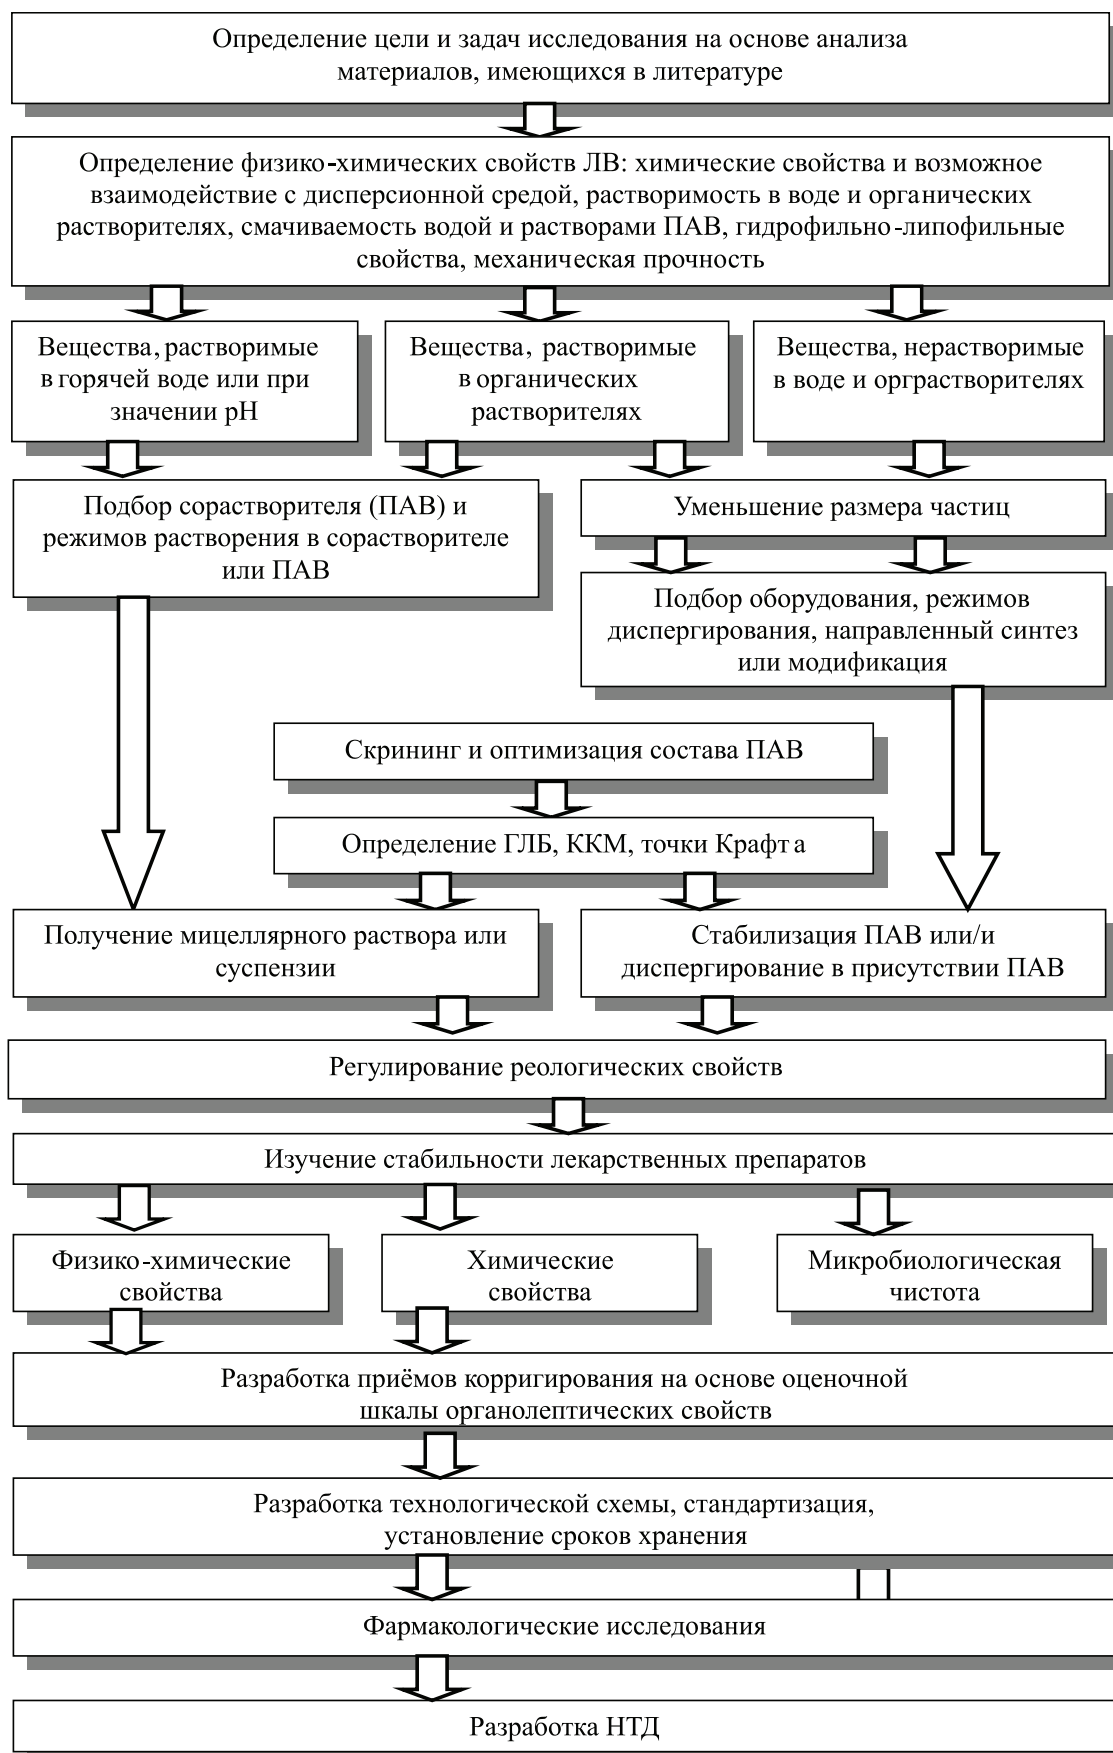 Определение цели и задач исследования на основе анализа
материалов, имеющихся в литературе
Определение физико-химических свойств ЛВ: химические свойства и возможное
взаимодействие с дисперсионной средой, растворимость в воде и органических
растворителях, смачиваемость водой и растворами ПАВ, гидрофильно-липофильные
свойства, механическая прочность
Вещества, растворимые
в горячей воде или при
значении рН
Вещества, растворимые
в органических
растворителях
Вещества, нерастворимые
в воде и орграстворителях
Подбор сорастворителя (ПАВ) и
режимов растворения в сорастворителе
или ПАВ
Уменьшение размера частиц
Подбор оборудования, режимов
диспергирования, направленный синтез
или модификация
Скрининг и оптимизация состава ПАВ
Определение ГЛБ, ККМ, точки Крафта
Получение мицеллярного раствора или
суспензии
Стабилизация ПАВ или/и
диспергирование в присутствии ПАВ
Регулирование реологических свойств
Изучение стабильности лекарственных препаратов
Физико-химические
свойства
Химические
свойства
Микробиологическая
чистота
Разработка приёмов корригирования на основе оценочной
шкалы органолептических свойств
Разработка технологической схемы, стандартизация,
установление сроков хранения
Фармакологические исследования
Разработка НТД